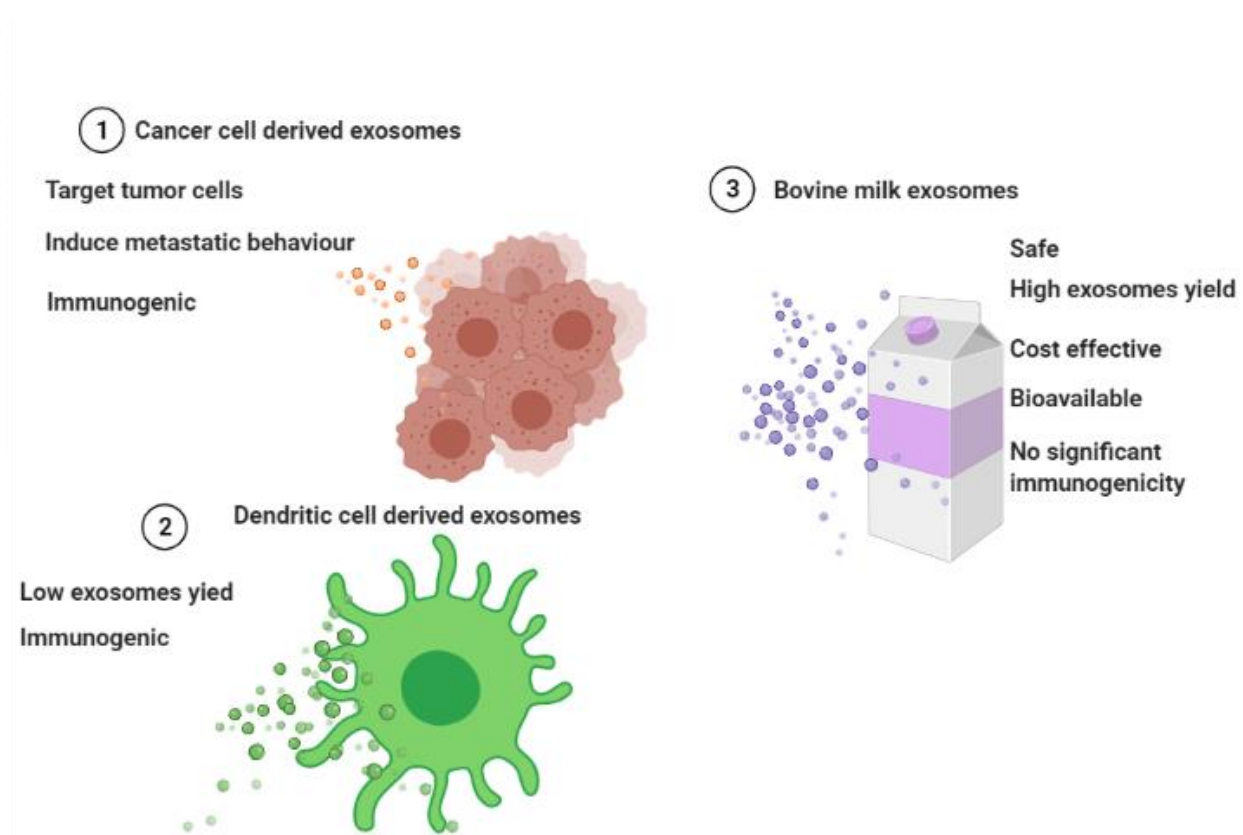 1 Cancer cell derived exosomes
Target tumor cells
Induce metastatic behaviour
Immunogenic
2 Dendritic cell derived exosomes
Low exosomes yied
Immunogenic
3 Bovine milk exosomes
Safe
High exosomes yield
Cost effective
Bioavailable
No significant
immunogenicity